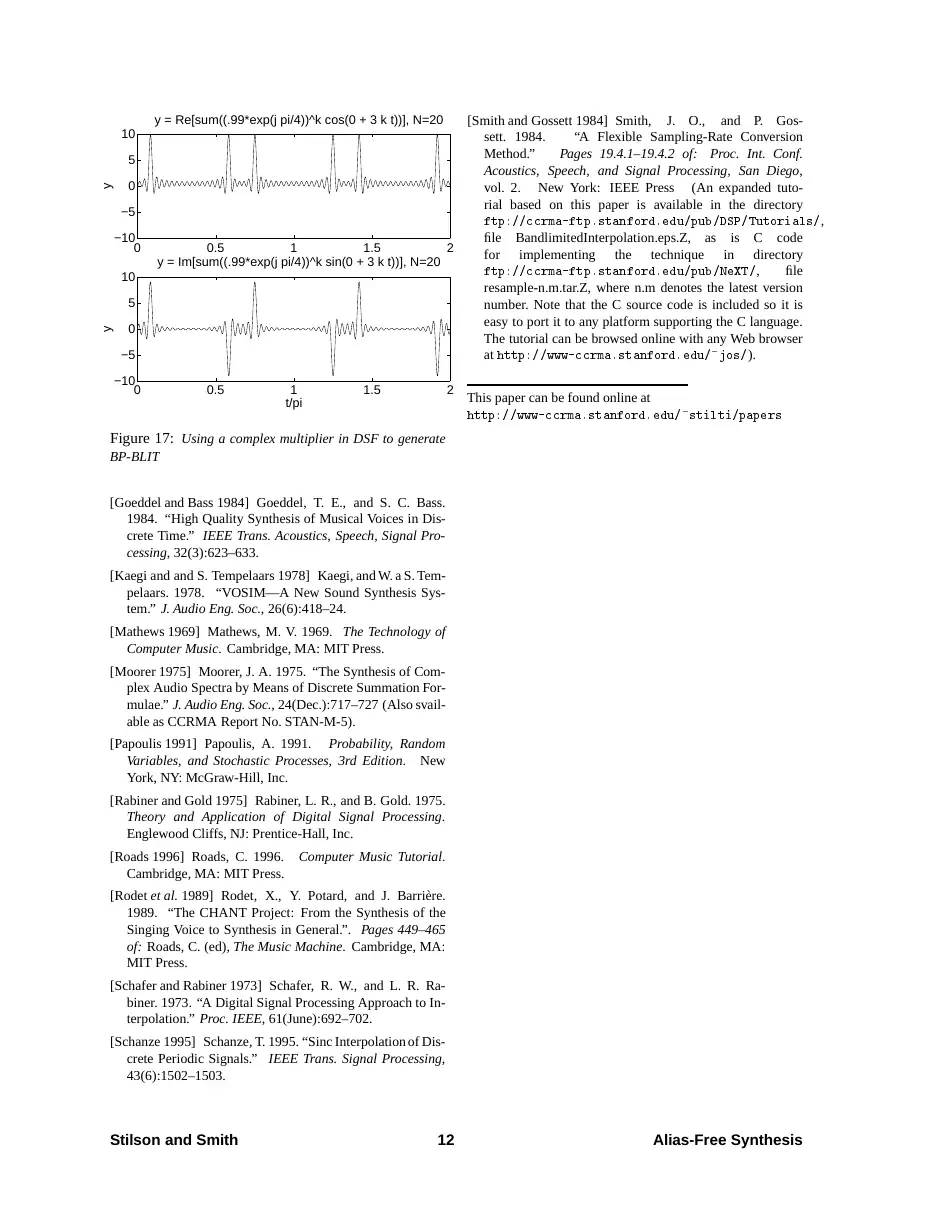 y = Re[sum((.99*exp(j pi/4))^k cos(0 + 3 k t))], N=20
10
5
0
−5
−10
y
0 0.5 1 1.5 2
y = Im[sum((.99*exp(j pi/4))^k sin(0 + 3 k t))], N=20
10
5
0
−5
−10
y
0 0.5 1 1.5 2
t/pi
Figure 17: Using a complex multiplier in DSF to generate
BP-BLIT
[Goeddel and Bass 1984] Goeddel, T. E., and S. C. Bass.
1984. “High Quality Synthesis of Musical Voices in Dis-
crete Time.” IEEE Trans. Acoustics, Speech, Signal Pro-
cessing, 32(3):623–633.
[Kaegi and and S. Tempelaars 1978] Kaegi, and W. a S. Tem-
pelaars. 1978. “VOSIM—A New Sound Synthesis Sys-
tem.” J. Audio Eng. Soc., 26(6):418–24.
[Mathews 1969] Mathews, M. V. 1969. The Technology of
Computer Music. Cambridge, MA: MIT Press.
[Moorer 1975] Moorer, J. A. 1975. “The Synthesis of Com-
plex Audio Spectra by Means of Discrete Summation For-
mulae.” J. Audio Eng. Soc., 24(Dec.):717–727 (Also svail-
able as CCRMA Report No. STAN-M-5).
[Papoulis 1991] Papoulis, A. 1991. Probability, Random
Variables, and Stochastic Processes, 3rd Edition. New
York, NY: McGraw-Hill, Inc.
[Rabiner and Gold 1975] Rabiner, L. R., and B. Gold. 1975.
Theory and Application of Digital Signal Processing.
Englewood Cliffs, NJ: Prentice-Hall, Inc.
[Roads 1996] Roads, C. 1996. Computer Music Tutorial.
Cambridge, MA: MIT Press.
[Rodet et al. 1989] Rodet, X., Y. Potard, and J. Barrière.
1989. “The CHANT Project: From the Synthesis of the
Singing Voice to Synthesis in General.”. Pages 449–465
of: Roads, C. (ed), The Music Machine. Cambridge, MA:
MIT Press.
[Schafer and Rabiner 1973] Schafer, R. W., and L. R. Ra-
biner. 1973. “A Digital Signal Processing Approach to In-
terpolation.” Proc. IEEE, 61(June):692–702.
[Schanze 1995] Schanze, T. 1995. “Sinc Interpolation of Dis-
crete Periodic Signals.” IEEE Trans. Signal Processing,
43(6):1502–1503.
[Smith and Gossett 1984] Smith, J. O., and P. Gos-
sett. 1984. “A Flexible Sampling-Rate Conversion
Method.” Pages 19.4.1–19.4.2 of: Proc. Int. Conf.
Acoustics, Speech, and Signal Processing, San Diego,
vol. 2. New York: IEEE Press (An expanded tuto-
rial based on this paper is available in the directory
ftp://ccrma-ftp.stanford.edu/pub/DSP/Tutorials/,
file BandlimitedInterpolation.eps.Z, as is C code
for implementing the technique in directory
ftp://ccrma-ftp.stanford.edu/pub/NeXT/, file
resample-n.m.tar.Z, where n.m denotes the latest version
number. Note that the C source code is included so it is
easy to port it to any platform supporting the C language.
The tutorial can be browsed online with any Web browser
at http://www-ccrma.stanford.edu/~jos/).
This paper can be found online at
http://www-ccrma.stanford.edu/~stilti/papers
Stilson and Smith 12 Alias-Free Synthesis